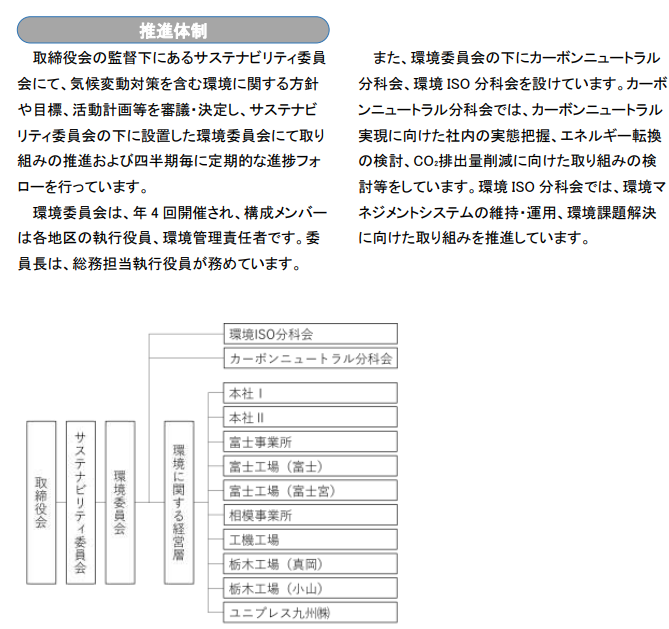 推進体制
取締役会の監督下にあるサステナビリティ委員
会にて、気候変動対策を含む環境に関する方針
や目標、活動計画等を審議・決定し、サステナビ
リティ委員会の下に設置した環境委員会にて取り
組みの推進および四半期毎に定期的な進捗フォ
ローを行っています。
環境委員会は、年 4 回開催され、構成メンバー
は各地区の執行役員、環境管理責任者です。委
員長は、総務担当執行役員が務めています。
また、環境委員会の下にカーボンニュートラル
分科会、環境 ISO 分科会を設けています。カーボ
ンニュートラル分科会では、カーボンニュートラル
実現に向けた社内の実態把握、エネルギー転換
の検討、CO₂排出量削減に向けた取り組みの検
討等をしています。環境 ISO 分科会では、環境マ
ネジメントシステムの維持・運用、環境課題解決
に向けた取り組みを推進しています。
取締役会
サステナビリティ委員会
環境委員会
環境に関する経営層
環境ISO分科会
カーボンニュートラル分科会
本社Ⅰ
本社Ⅱ
富士事業所
富士工場（富士）
富士工場（富士宮）
相模事業所
工機工場
栃木工場（真岡）
栃木工場（小山）
ユニプレス九州㈱